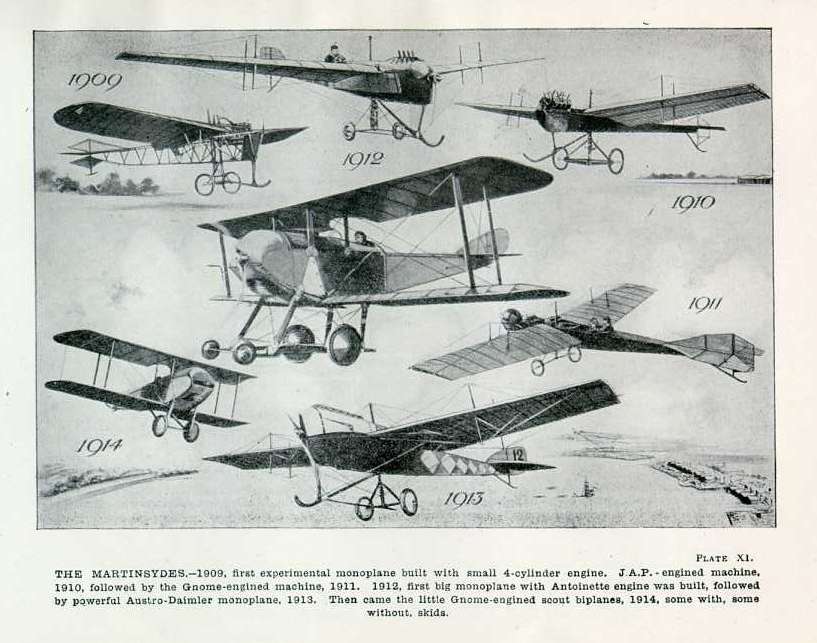 1909
1912
1910
1911
1914
12
1913
PLATE XI.
THE MARTINSYDES.—1909, first experimental monoplane built with small 4-cylinder engine. J.A.P.-engined machine,
1910, followed by the Gnome-engined machine, 1911. 1912, first big monoplane with Antoinette engine was built, followed
by powerful Austro-Daimler monoplane, 1913. Then came the little Gnome-engined scout biplanes, 1914, some with, some
without, skids.